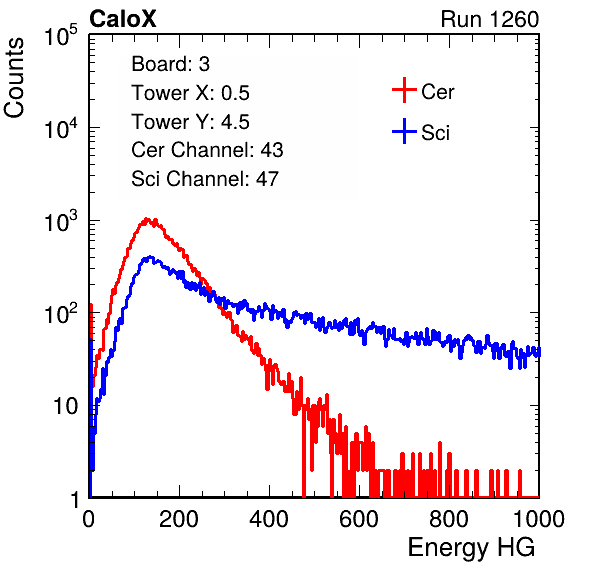 CaloX Run 1260
Counts
Board: 3
Tower X: 0.5
Tower Y: 4.5
Cer Channel: 43
Sci Channel: 47
Cer
Sci
10^5
10^4
10^3
10^2
10
1
0 200 400 600 800 1000
Energy HG